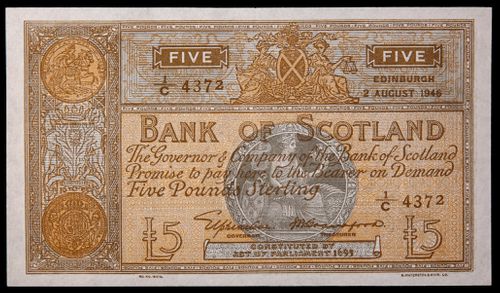 FIVE FIVE
1/C 4372
EDINBURGH
2 AUGUST 1946
BANK OF SCOTLAND
The Governor & Company of the Bank of Scotland
Promise to pay here to the Bearer on Demand
Five Pounds Sterling
1/C 4372
£5 £5
GOVERNOR TREASURER
CONSTITUTED BY
ACT OF PARLIAMENT 1695